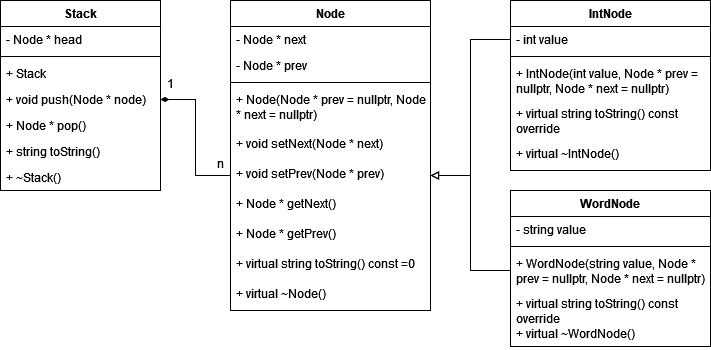 Stack
- Node * head
+ Stack
+ void push(Node * node)
+ Node * pop()
+ string toString()
+ ~Stack()
1
n
Node
- Node * next
- Node * prev
+ Node(Node * prev = nullptr, Node
* next = nullptr)
+ void setNext(Node * next)
+ void setPrev(Node * prev)
+ Node * getNext()
+ Node * getPrev()
+ virtual string toString() const =0
+ virtual ~Node()
IntNode
- int value
+ IntNode(int value, Node * prev =
nullptr, Node * next = nullptr)
+ virtual string toString() const
override
+ virtual ~IntNode()
WordNode
- string value
+ WordNode(string value, Node *
prev = nullptr, Node * next = nullptr)
+ virtual string toString() const
override
+ virtual ~WordNode()